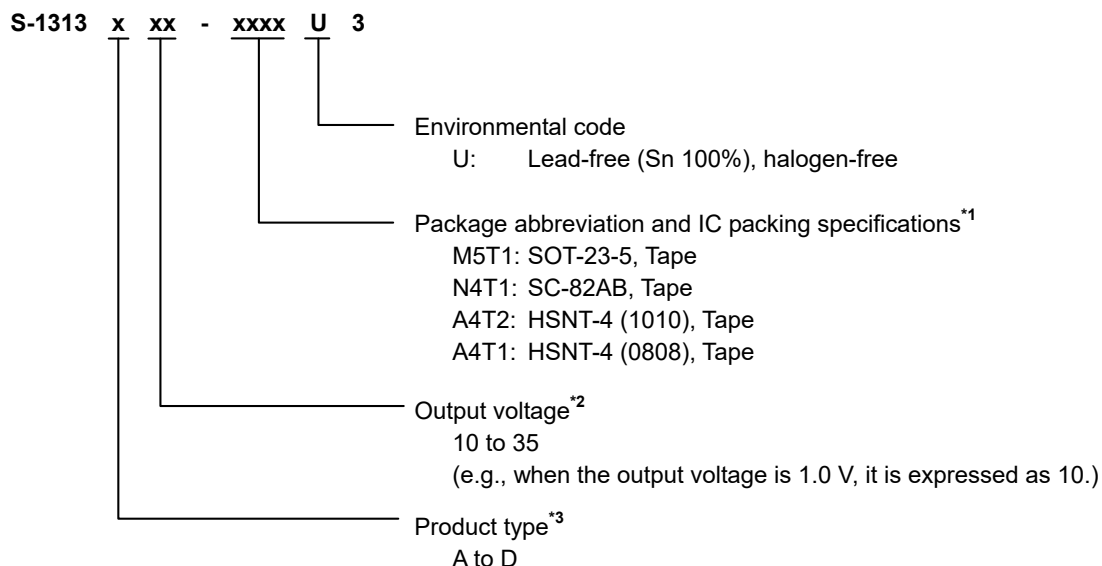 S-1313 x xx - xxxx U 3
Environmental code
U: Lead-free (Sn 100%), halogen-free
Package abbreviation and IC packing specifications*1
M5T1: SOT-23-5, Tape
N4T1: SC-82AB, Tape
A4T2: HSNT-4 (1010), Tape
A4T1: HSNT-4 (0808), Tape
Output voltage*2
10 to 35
(e.g., when the output voltage is 1.0 V, it is expressed as 10.)
Product type*3
A to D